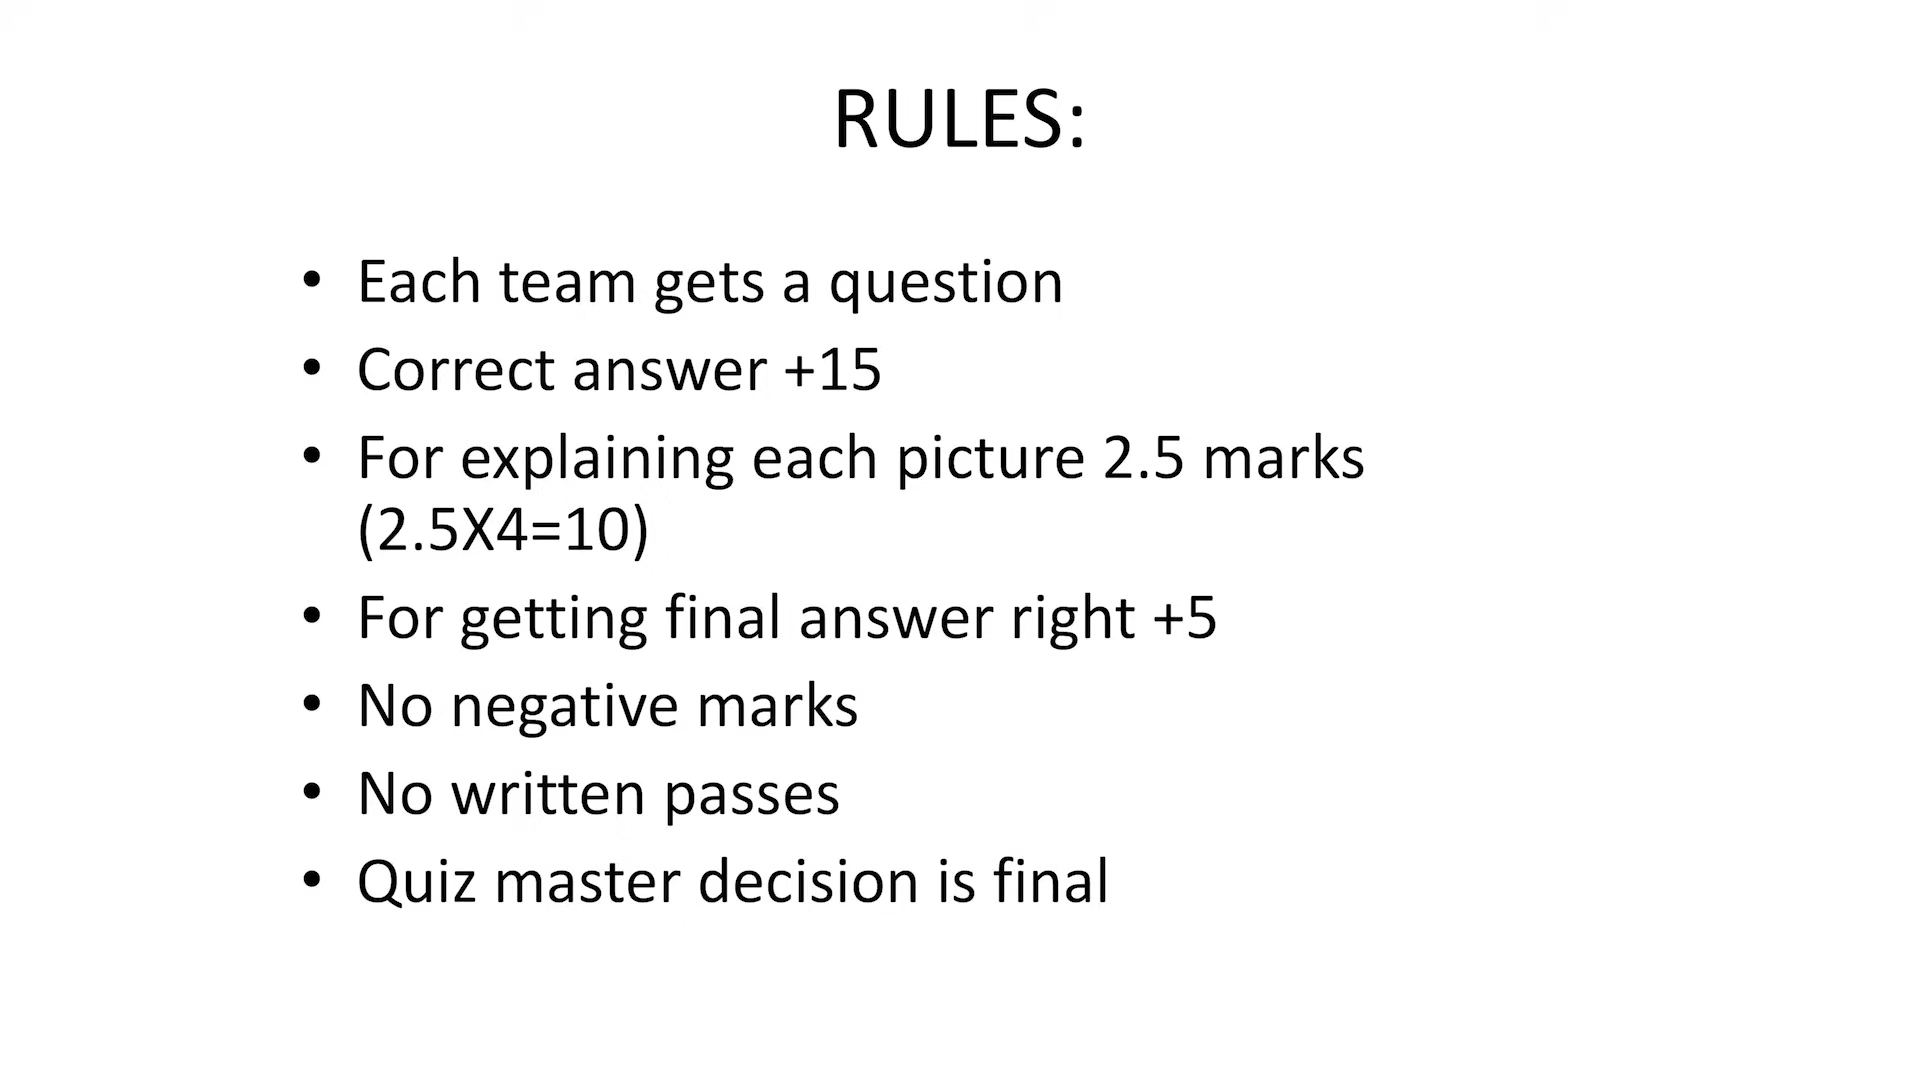 RULES:
• Each team gets a question
• Correct answer +15
• For explaining each picture 2.5 marks
(2.5X4=10)
• For getting final answer right +5
• No negative marks
• No written passes
• Quiz master decision is final